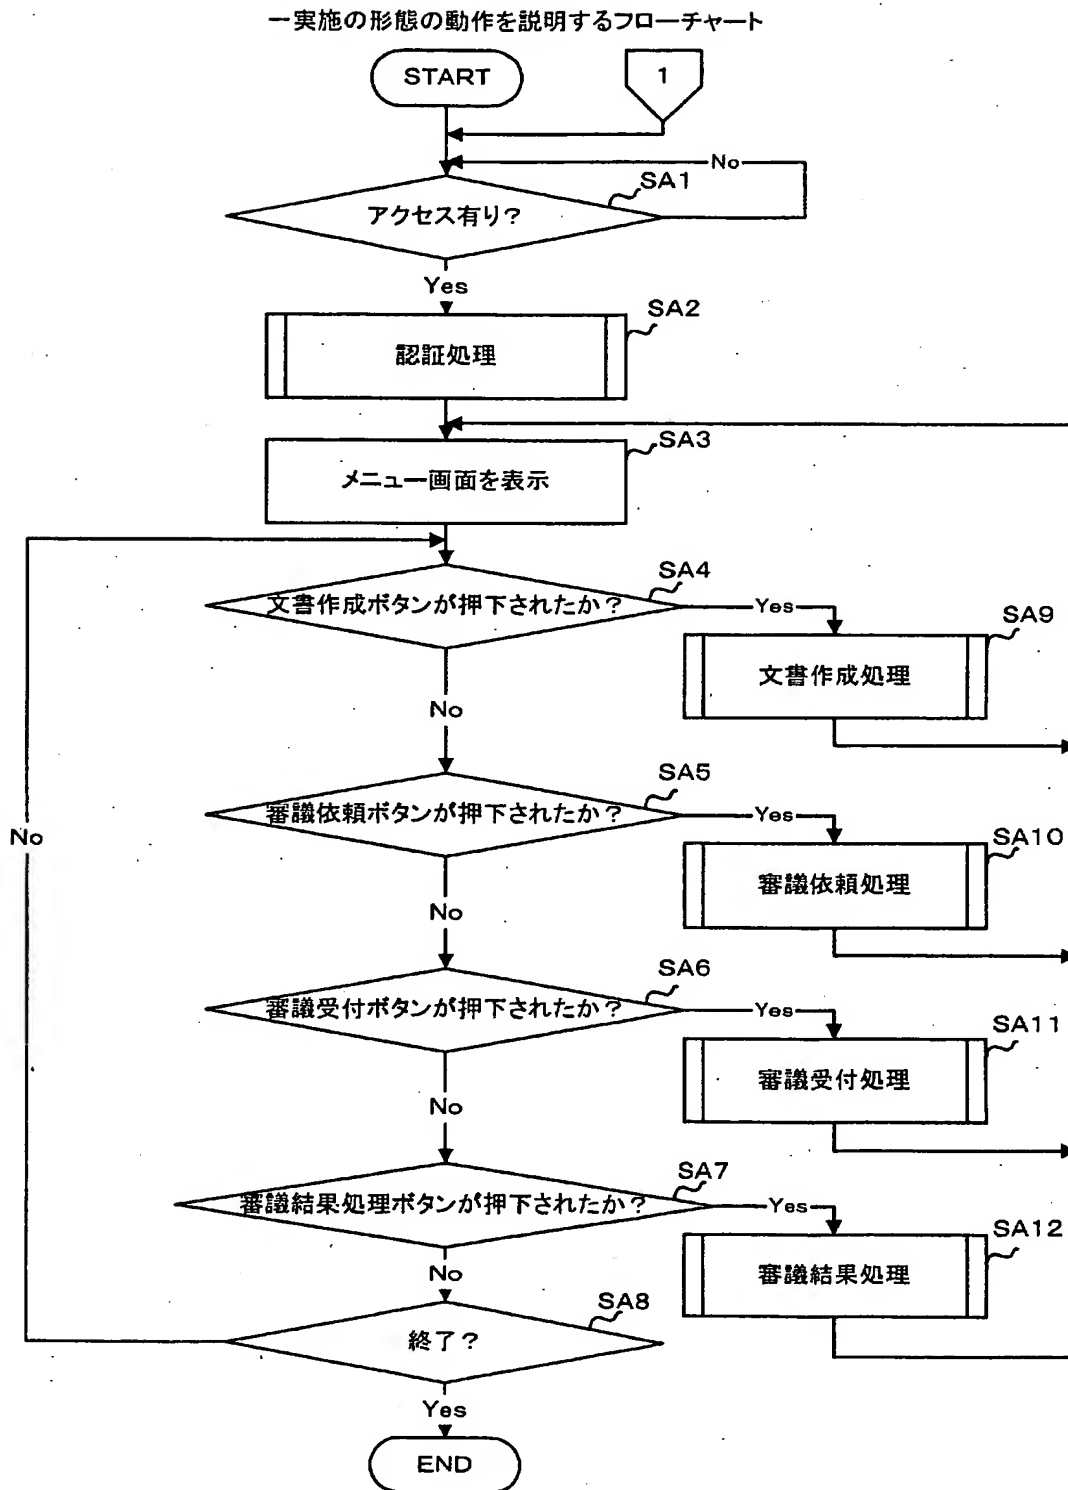 一実施の形態の動作を説明するフローチャート
START
1
No
SA1
アクセス有り?
Yes
SA2
認証処理
SA3
メニュー画面を表示
SA4
文書作成ボタンが押下されたか?
Yes
SA9
文書作成処理
No
SA5
審議依頼ボタンが押下されたか?
Yes
No
SA10
審議依頼処理
No
SA6
審議受付ボタンが押下されたか?
Yes
SA11
審議受付処理
No
SA7
審議結果処理ボタンが押下されたか?
Yes
SA12
審議結果処理
No
SA8
終了?
Yes
END